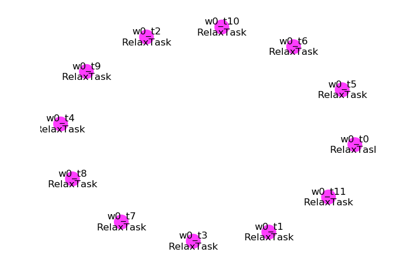 w0_t10
RelaxTask
w0_t2
RelaxTask
w0_t6
RelaxTask
w0_t9
RelaxTask
w0_t5
RelaxTask
w0_t4
RelaxTask
w0_t0
RelaxTask
w0_t8
RelaxTask
w0_t11
RelaxTask
w0_t7
RelaxTask
w0_t1
RelaxTask
w0_t3
RelaxTask